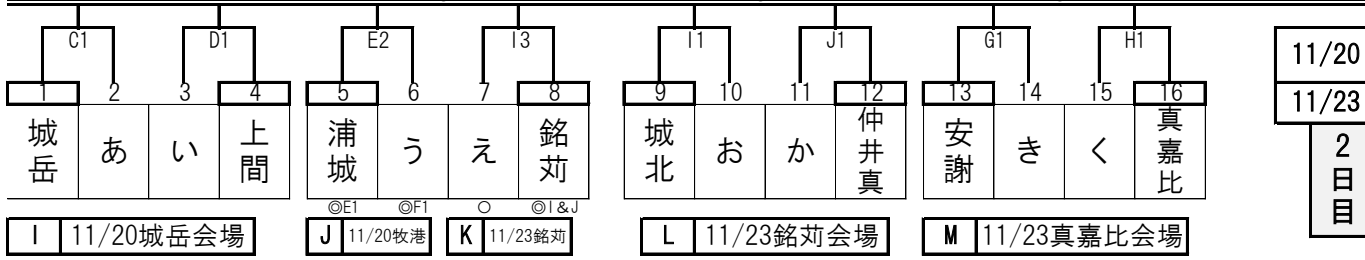 C1 D1 E2 I3 I1 J1 G1 H1
11/20
1 2 3 4 5 6 7 8 9 10 11 12 13 14 15 16
11/23
城岳 あ い 上間 浦城 う え 銘苅 城北 お か 仲井真 安謝 き く 真嘉比
2日目
◎E1 ◎F1 ○ ◎I&J
I 11/20城岳会場 J 11/20牧港 K 11/23銘苅 L 11/23銘苅会場 M 11/23真嘉比会場